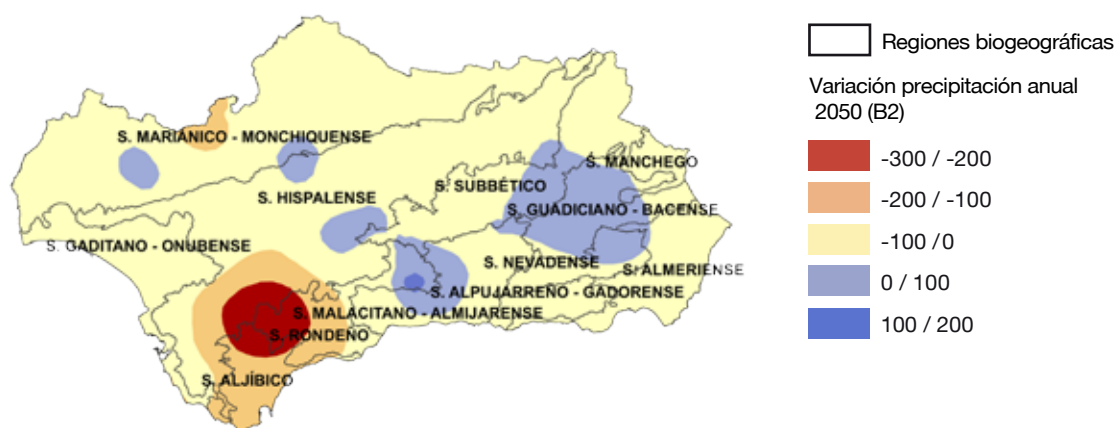 S. MARIANICO - MONCHIQUENSE
S. MANCHEGO
S. SUBBÉTICO
S. HISPALENSE
S. GUADICIANO - BACENSE
S. GADITANO - ONUBENSE
S. NEVADENSE
S. ALMERIENSE
S. ALPUJARREÑO - GADORENSE
S. MALACITANO - ALMIJARENSE
S. RONDEÑO
S. ALJÍBICO
Regiones biogeográficas
Variación precipitación anual
2050 (B2)
-300 / -200
-200 / -100
-100 /0
0 / 100
100 / 200